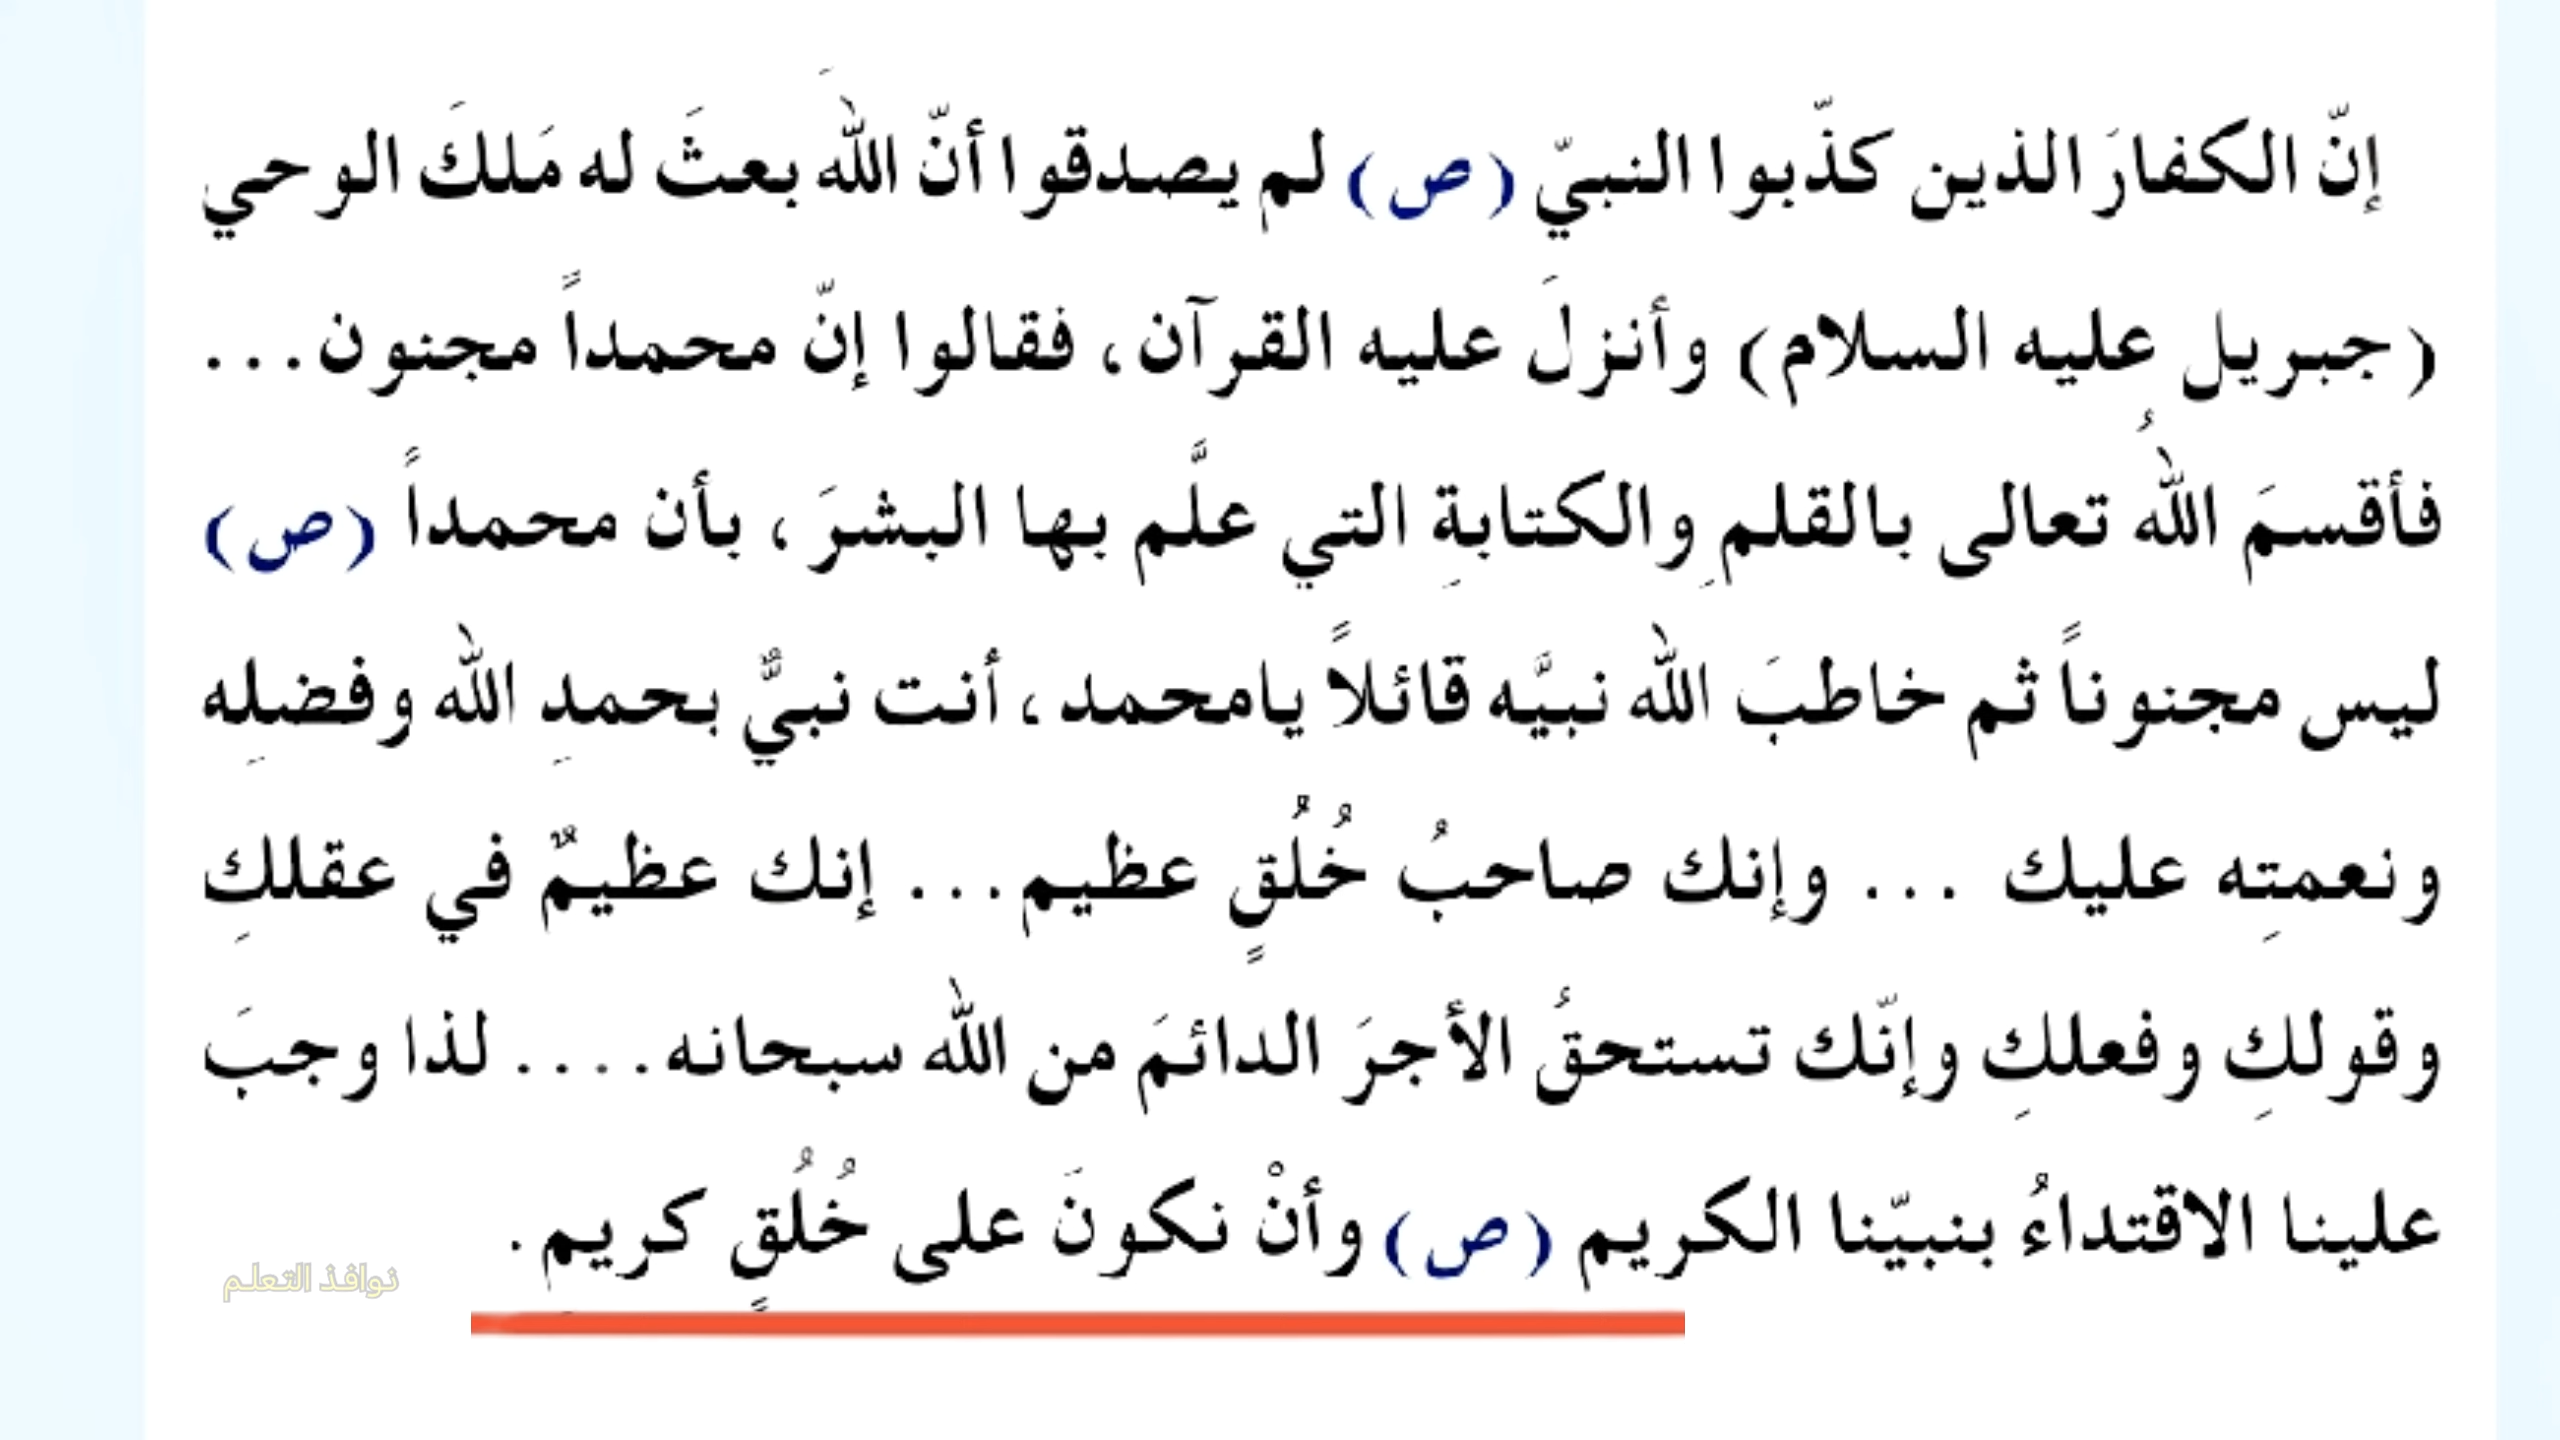 إنّ الكفارَ الذين كذّبوا النبيّ (ص) لم يصدقوا أنّ اللهَ بعثَ له مَلكَ الوحي
(جبريل عليه السلام) وأنزلَ عليه القرآن، فقالوا إنّ محمداً مجنون...
فأقسمَ اللهُ تعالى بالقلمِ والكتابةِ التي علَّم بها البشرَ، بأن محمداً (ص)
ليس مجنوناً ثم خاطبَ الله نبيَّه قائلاً يامحمد، أنت نبيٌّ بحمدِ الله وفضلِه
ونعمتِه عليك ... وإنك صاحبُ خُلُقٍ عظيم... إنك عظيمٌ في عقلكِ
وقولكِ وفعلكِ وإنّك تستحقُ الأجرَ الدائمَ من الله سبحانه.... لذا وجبَ
علينا الاقتداءُ بنبيّنا الكريم (ص) وأنْ نكونَ على خُلُقٍ كريمِ.
نوافذ التعلم